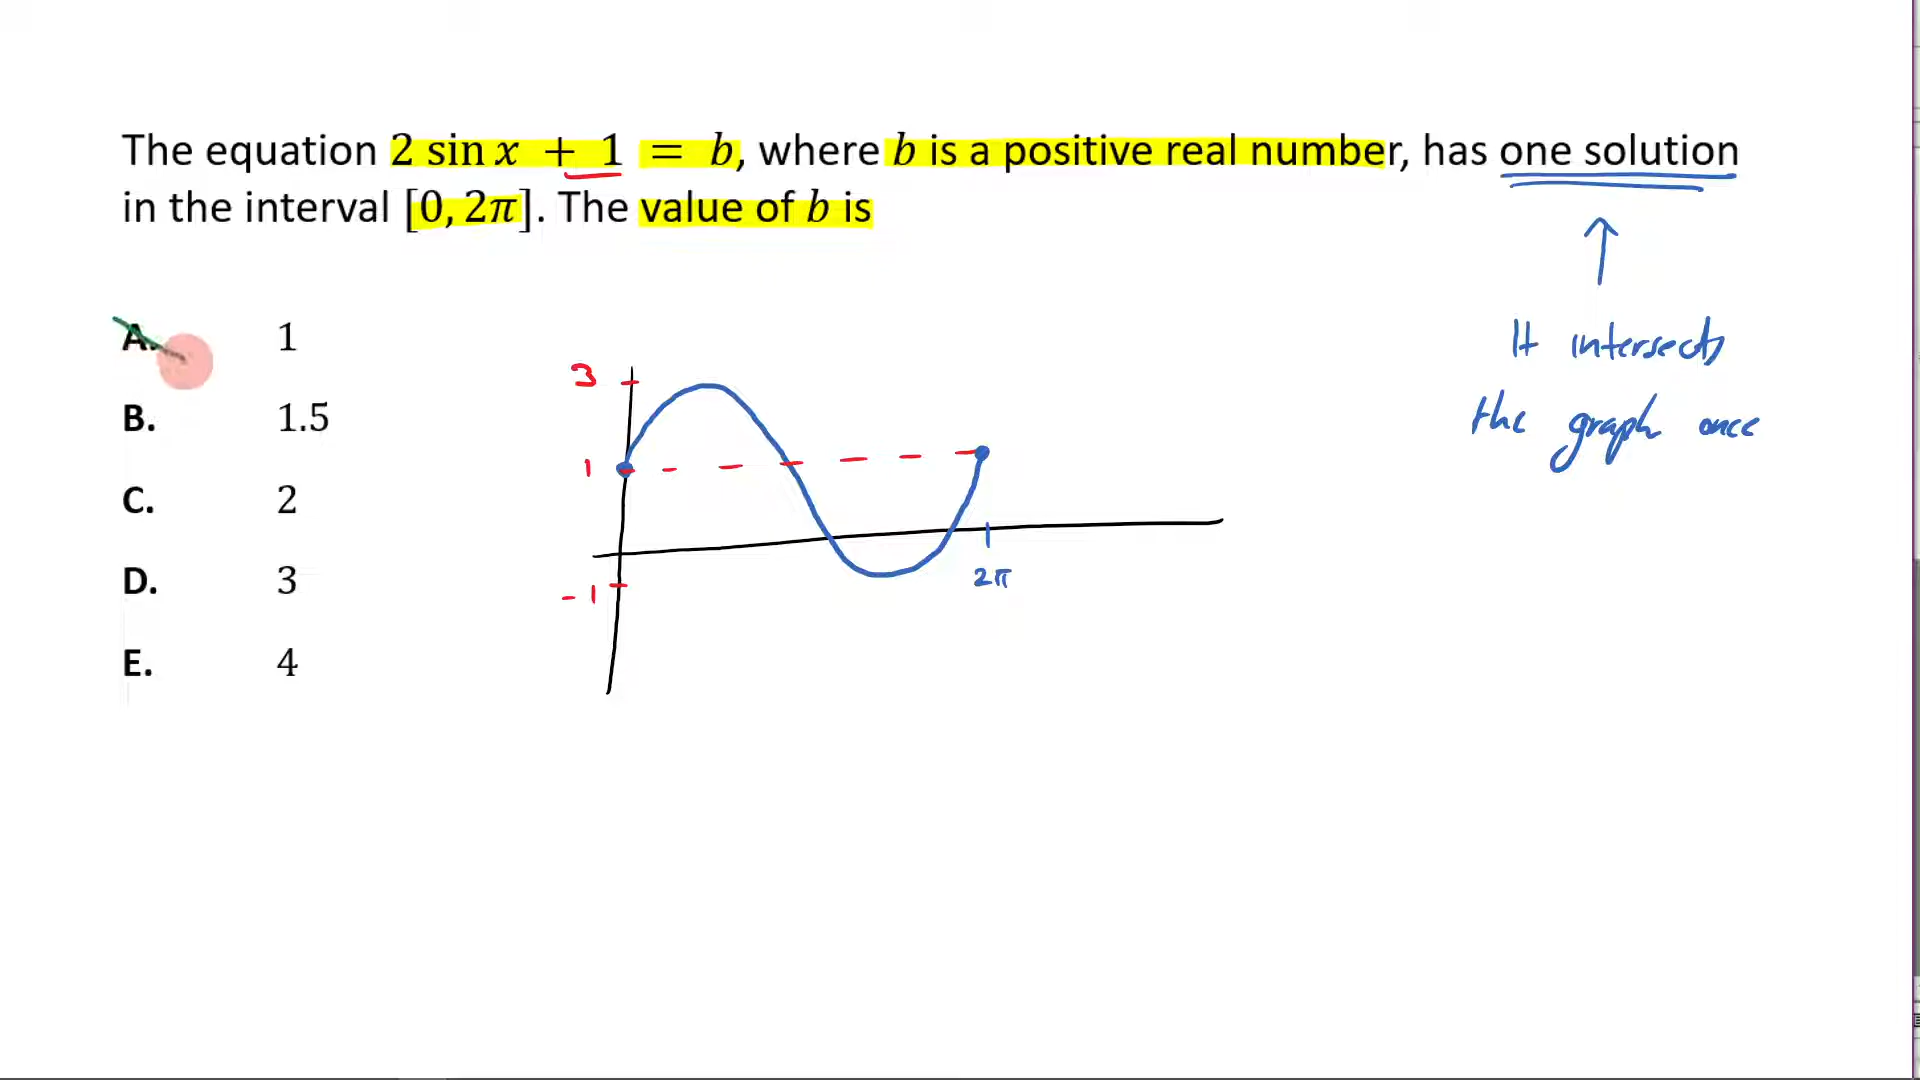 The equation 2 sin x + 1 = b, where b is a positive real number, has one solution
in the interval [0, 2π]. The value of b is
A. 1
B. 1.5
C. 2
D. 3
E. 4
3
1
-1
2π
It intersects
the graph once